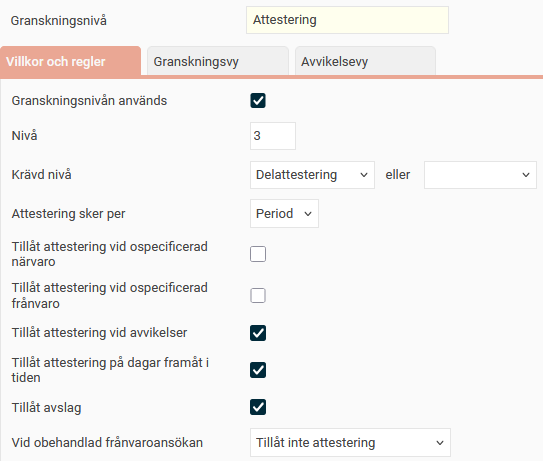 Granskningsnivå Attestering
Villkor och regler Granskningsvy Avvikelsevy
Granskningsnivån används
Nivå 3
Krävd nivå Delattestering eller
Attestering sker per Period
Tillåt attestering vid ospecificerad
närvaro
Tillåt attestering vid ospecificerad
frånvaro
Tillåt attestering vid avvikelser
Tillåt attestering på dagar framåt i
tiden
Tillåt avslag
Vid obehandlad frånvaroansökan Tillåt inte attestering